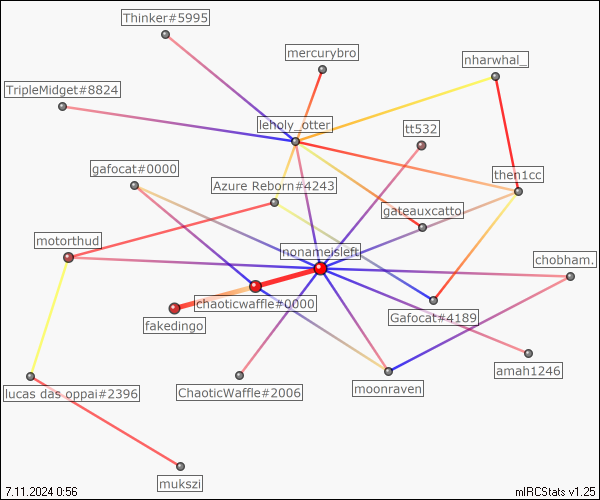 Thinker#5995
mercurybro
nharwhal_
TripleMidget#8824
leholy_otter
tt532
gafocat#0000
then1cc
Azure Reborn#4243
gateauxcatto
motorthud
nonameisleft
chobham.
chaoticwaffle#0000
Gafocat#4189
fakedingo
amah1246
lucas das oppai#2396
ChaoticWaffle#2006
moonraven
mukszi
7.11.2024 0:56
mIRCStats v1.25